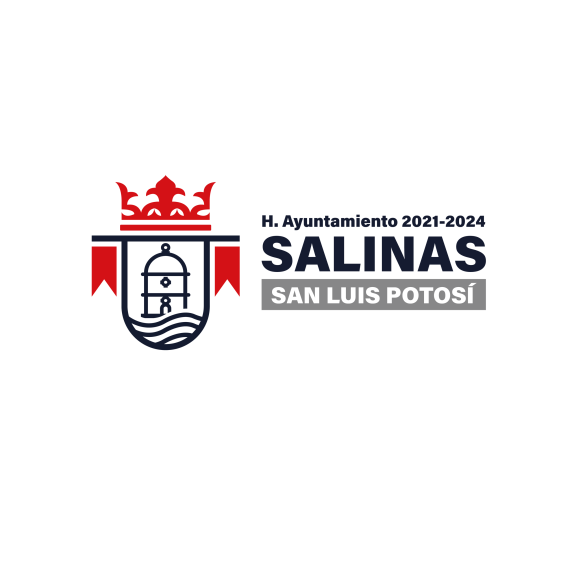 H. Ayuntamiento 2021-2024
SALINAS
SAN LUIS POTOSÍ